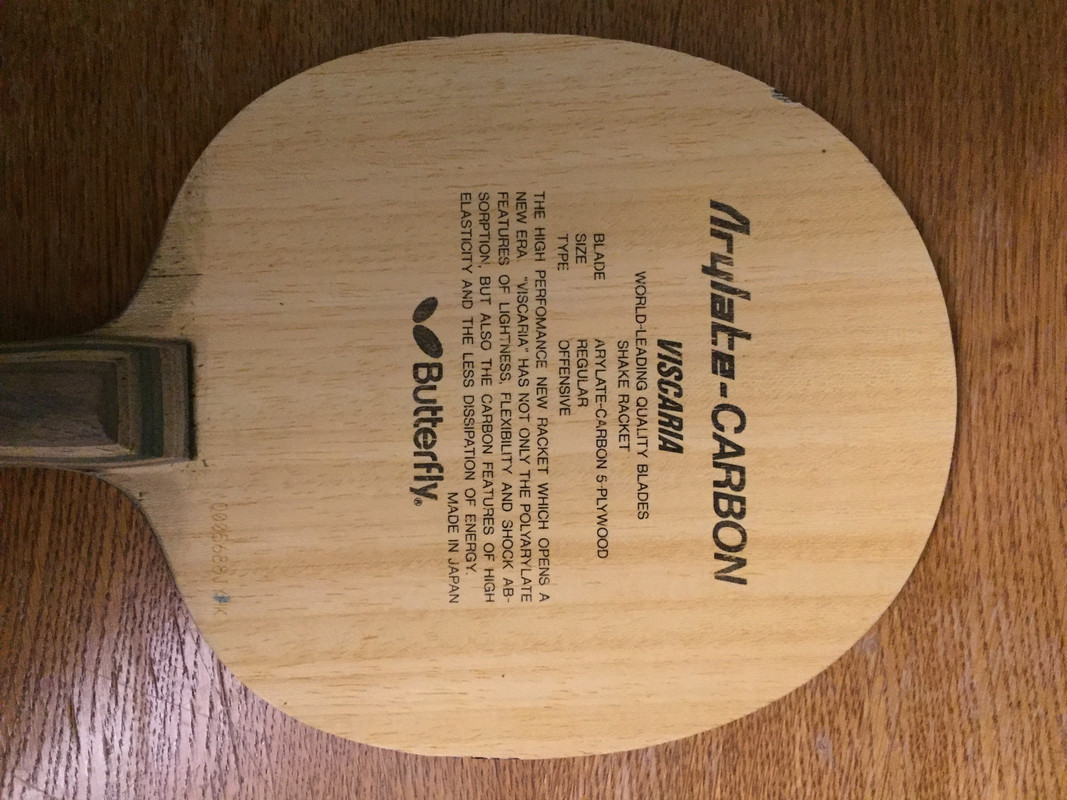 Arylate-CARBON
VISCARIA
WORLD-LEADING QUALITY BLADES
SHAKE RACKET
BLADE ARYLATE-CARBON 5-PLYWOOD
SIZE REGULAR
TYPE OFFENSIVE
THE HIGH PERFOMANCE NEW RACKET WHICH OPENS A
NEW ERA. "VISCARIA" HAS NOT ONLY THE POLYARYLATE
FEATURES OF LIGHTNESS, FLEXIBILITY AND SHOCK AB-
SORPTION, BUT ALSO THE CARBON FEATURES OF HIGH
ELASTICITY AND THE LESS DISSIPATION OF ENERGY.
MADE IN JAPAN
Butterfly®